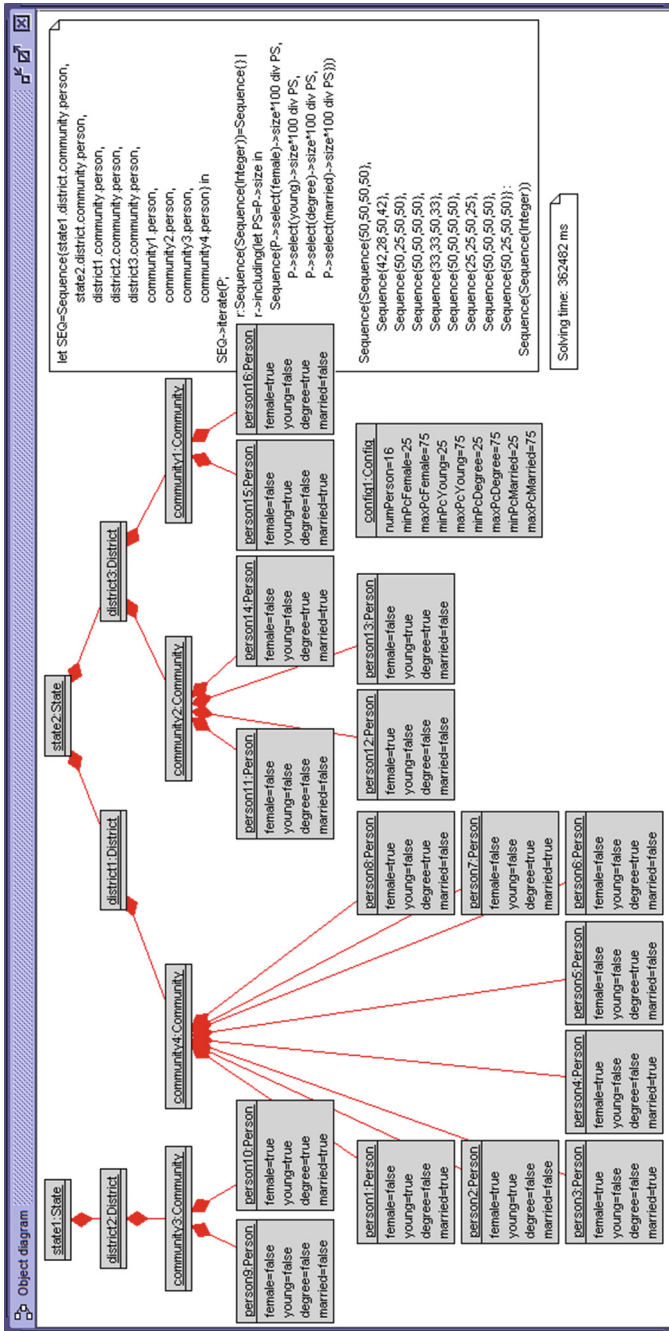 Object diagram
state1:State
state2:State
district2:District
district1:District
district3:District
community3:Community
community4:Community
community2:Community
community1:Community
person9:Person
female=false
young=false
degree=false
married=false
person10:Person
female=true
young=true
degree=true
married=true
person1:Person
female=false
young=true
degree=false
married=true
person2:Person
female=true
young=true
degree=false
married=false
person3:Person
female=true
young=false
degree=true
married=true
person4:Person
female=true
young=false
degree=false
married=true
person5:Person
female=false
young=false
degree=true
married=false
person6:Person
female=false
young=false
degree=true
married=false
person7:Person
female=false
young=false
degree=false
married=true
person8:Person
female=true
young=false
degree=true
married=false
person11:Person
female=false
young=false
degree=false
married=false
person12:Person
female=true
young=false
degree=false
married=false
person13:Person
female=false
young=true
degree=true
married=false
person14:Person
female=false
young=false
degree=true
married=true
person15:Person
female=false
young=true
degree=false
married=true
person16:Person
female=true
young=false
degree=true
married=false
config1:Config
numPerson=16
minPcFemale=25
maxPcFemale=75
minPcYoung=25
maxPcYoung=75
minPcDegree=25
maxPcDegree=75
minPcMarried=25
maxPcMarried=75
let SEQ=Sequence{state1.district.community.person,
state2.district.community.person,
district1.community.person,
district2.community.person,
district3.community.person,
community1.person,
community2.person,
community3.person,
community4.person} in
SEQ->iterate(P;
r:Sequence(Sequence(Integer))=Sequence{} |
r->including(let PS=P->size in
Sequence{P->select(female)->size*100 div PS,
P->select(young)->size*100 div PS,
P->select(degree)->size*100 div PS,
P->select(married)->size*100 div PS}))
Sequence{Sequence{50,50,50,50},
Sequence{42,28,50,42},
Sequence{50,25,50,50},
Sequence{50,50,50,50},
Sequence{33,33,50,33},
Sequence{50,50,50,50},
Sequence{25,25,50,25},
Sequence{50,50,50,50},
Sequence{50,25,50,50}} :
Sequence(Sequence(Integer))
Solving time: 362482 ms